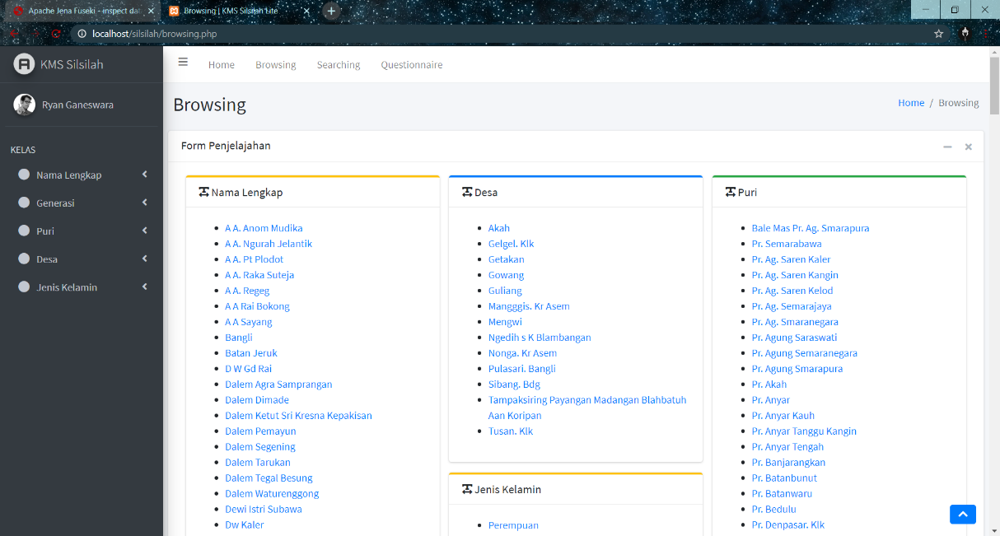 Apache Jena Fuseki - inspect dat
Browsing | KMS Silsilah Lite
localhost/silsilah/browsing.php
KMS Silsilah
Home
Browsing
Searching
Questionnaire
Ryan Ganeswara
Browsing
Home / Browsing
KELAS
Nama Lengkap
Generasi
Puri
Desa
Jenis Kelamin
Form Penjelajahan
Nama Lengkap
A A. Anom Mudika
A A. Ngurah Jelantik
A A. Pt Plodot
A A. Raka Suteja
A A. Regeg
A A Rai Bokong
A A Sayang
Bangli
Batan Jeruk
D W Gd Rai
Dalem Agra Samprangan
Dalem Dimade
Dalem Ketut Sri Kresna Kepakisan
Dalem Pemayun
Dalem Segening
Dalem Tarukan
Dalem Tegal Besung
Dalem Waturenggong
Dewi Istri Subawa
Dw Kaler
Desa
Akah
Gelgel. Klk
Getakan
Gowang
Guliang
Mangggis. Kr Asem
Mengwi
Ngedih s K Blambangan
Nonga. Kr Asem
Pulasari. Bangli
Sibang. Bdg
Tampaksiring Payangan Madangan Blahbatuh
Aan Koripan
Tusan. Klk
Jenis Kelamin
Perempuan
Puri
Bale Mas Pr. Ag. Smarapura
Pr. Semarabawa
Pr. Ag. Saren Kaler
Pr. Ag. Saren Kangin
Pr. Ag. Saren Kelod
Pr. Ag. Semarajaya
Pr. Ag. Smaranegara
Pr. Agung Saraswati
Pr. Agung Semaranegara
Pr. Agung Smarapura
Pr. Akah
Pr. Anyar
Pr. Anyar Kauh
Pr. Anyar Tanggu Kangin
Pr. Anyar Tengah
Pr. Banjarangkan
Pr. Batanbunut
Pr. Batanwaru
Pr. Bedulu
Pr. Denpasar. Klk